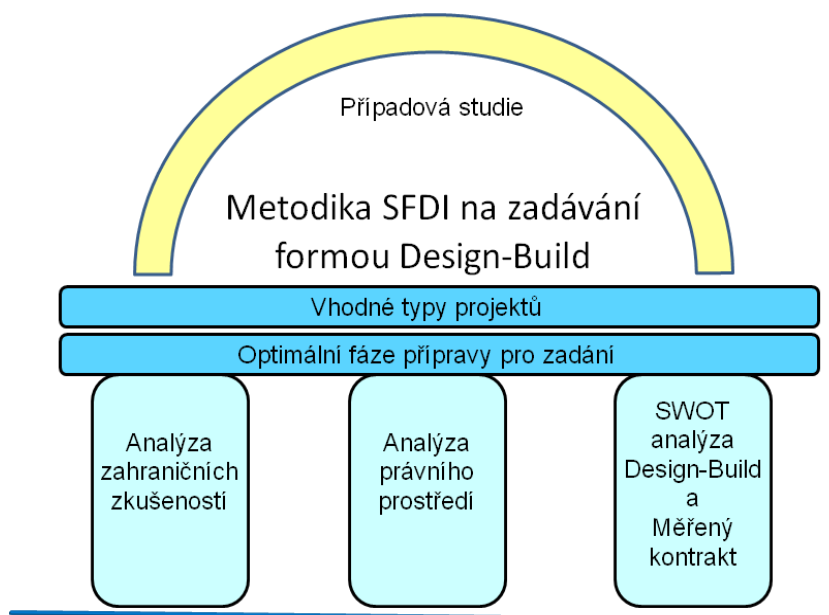 Případová studie
Metodika SFDI na zadávání
formou Design-Build
Vhodné typy projektů
Optimální fáze přípravy pro zadání
Analýza
zahraničních
zkušeností
Analýza
právního
prostředí
SWOT
analýza
Design-Build
a
Měřený
kontrakt